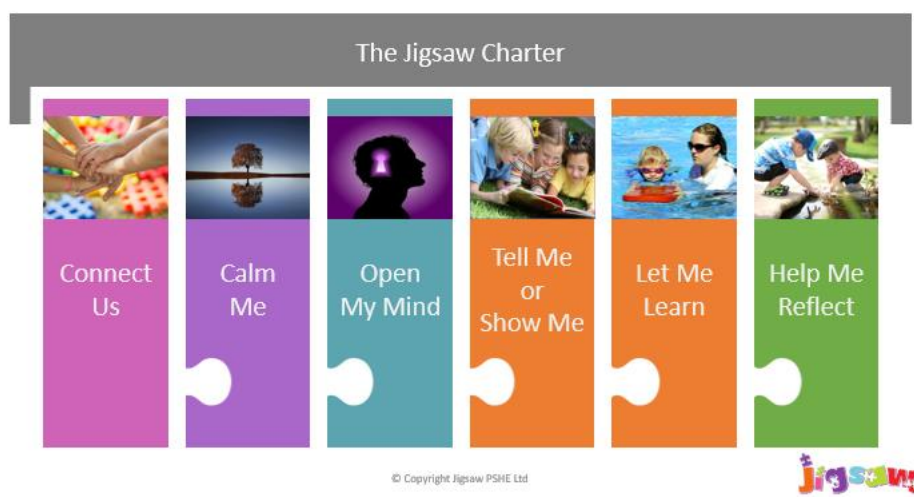 The Jigsaw Charter
Connect
Us
Calm
Me
Open
My Mind
Tell Me
or
Show Me
Let Me
Learn
Help Me
Reflect
© Copyright Jigsaw PSHE Ltd
jigsaw